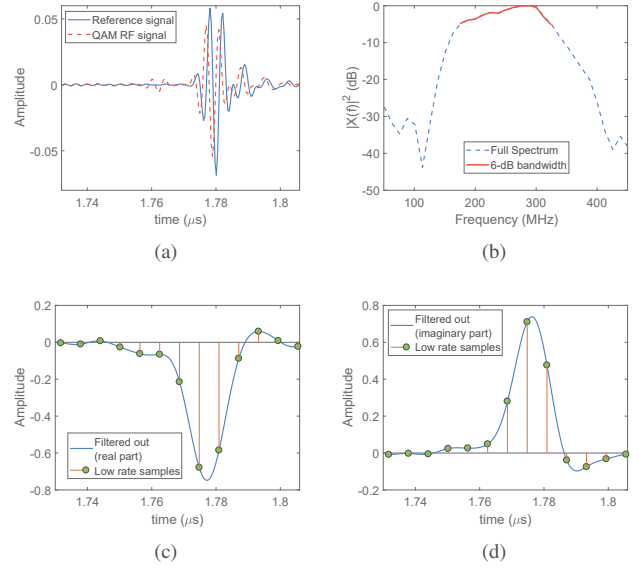 Reference signal
QAM RF signal
0.05
0
-0.05
Amplitude
1.74
1.76
1.78
1.8
time (μs)
(a)
0
-10
-20
-30
-40
-50
|X(f)|² (dB)
Full Spectrum
6-dB bandwidth
100
200
300
400
Frequency (MHz)
(b)
0.2
0
-0.2
-0.4
-0.6
-0.8
Amplitude
Filtered out
(real part)
Low rate samples
1.74
1.76
1.78
1.8
time (μs)
(c)
0.8
0.6
0.4
0.2
0
-0.2
Amplitude
Filtered out
(imaginary part)
Low rate samples
1.74
1.76
1.78
1.8
time (μs)
(d)